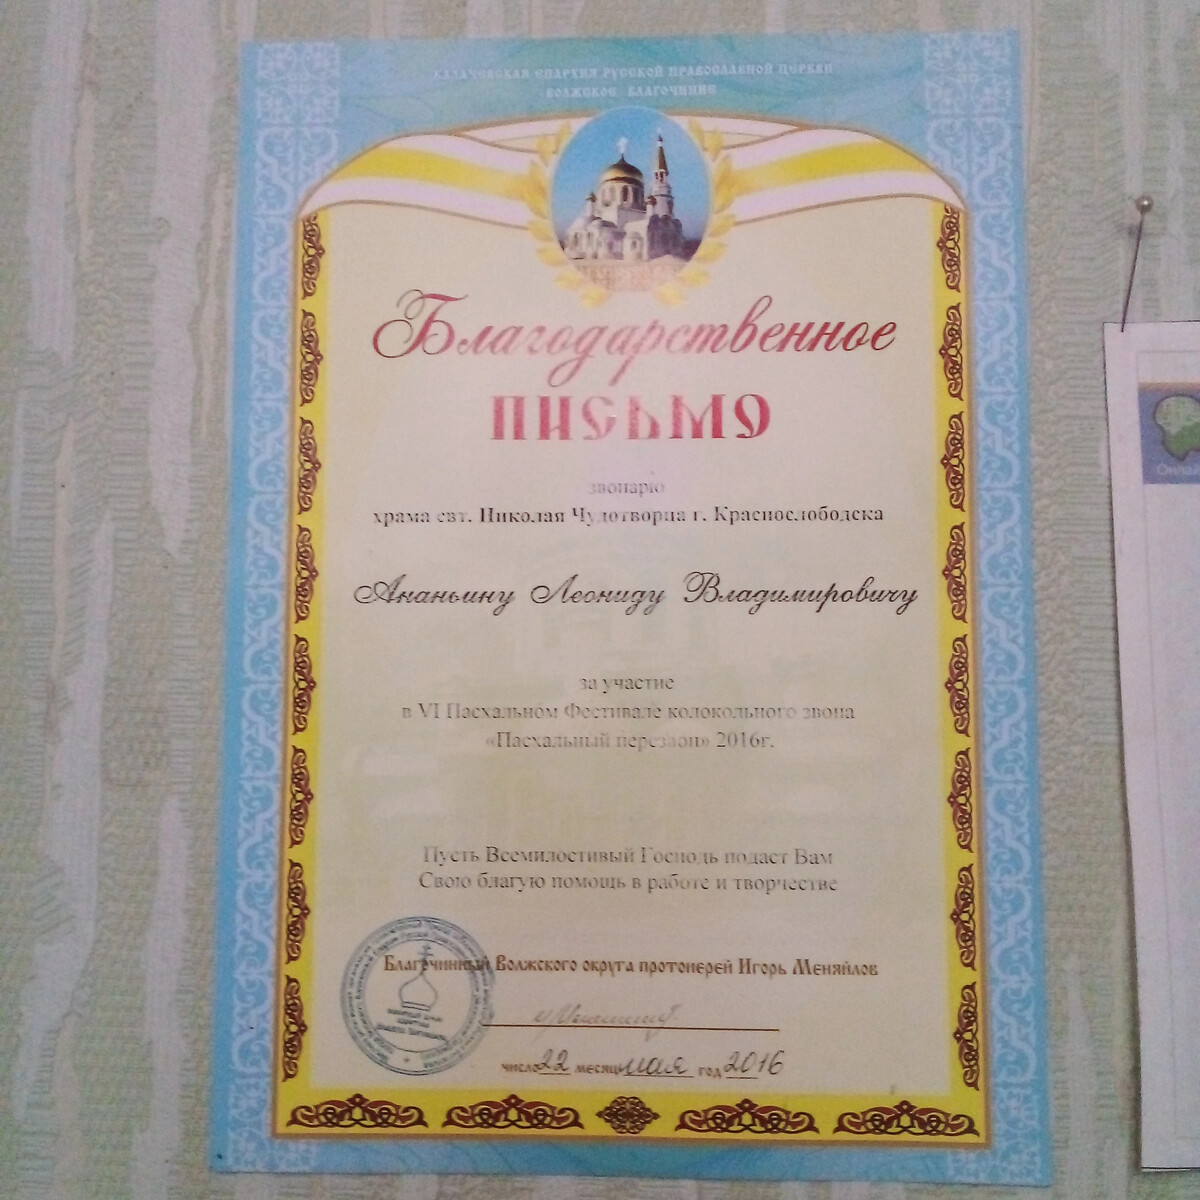 КАЛАЧЕВСКАЯ ЕПАРХИЯ РУССКОЙ ПРАВОСЛАВНОЙ ЦЕРКВИ
ВОЛЖСКОЕ БЛАГОЧИНИЕ
Благодарственное
ПИСЬМО
звонарю
храма свт. Николая Чудотворца г. Краснослободска
Ананьину Леониду Владимировичу
за участие
в VI Пасхальном Фестивале колокольного звона
«Пасхальный перезвон» 2016г.
Пусть Всемилостивый Господь подаст Вам
Свою благую помощь в работе и творчестве
Благочинный Волжского округа протоиерей Игорь Меняйлов
число 22 месяц мая год 2016